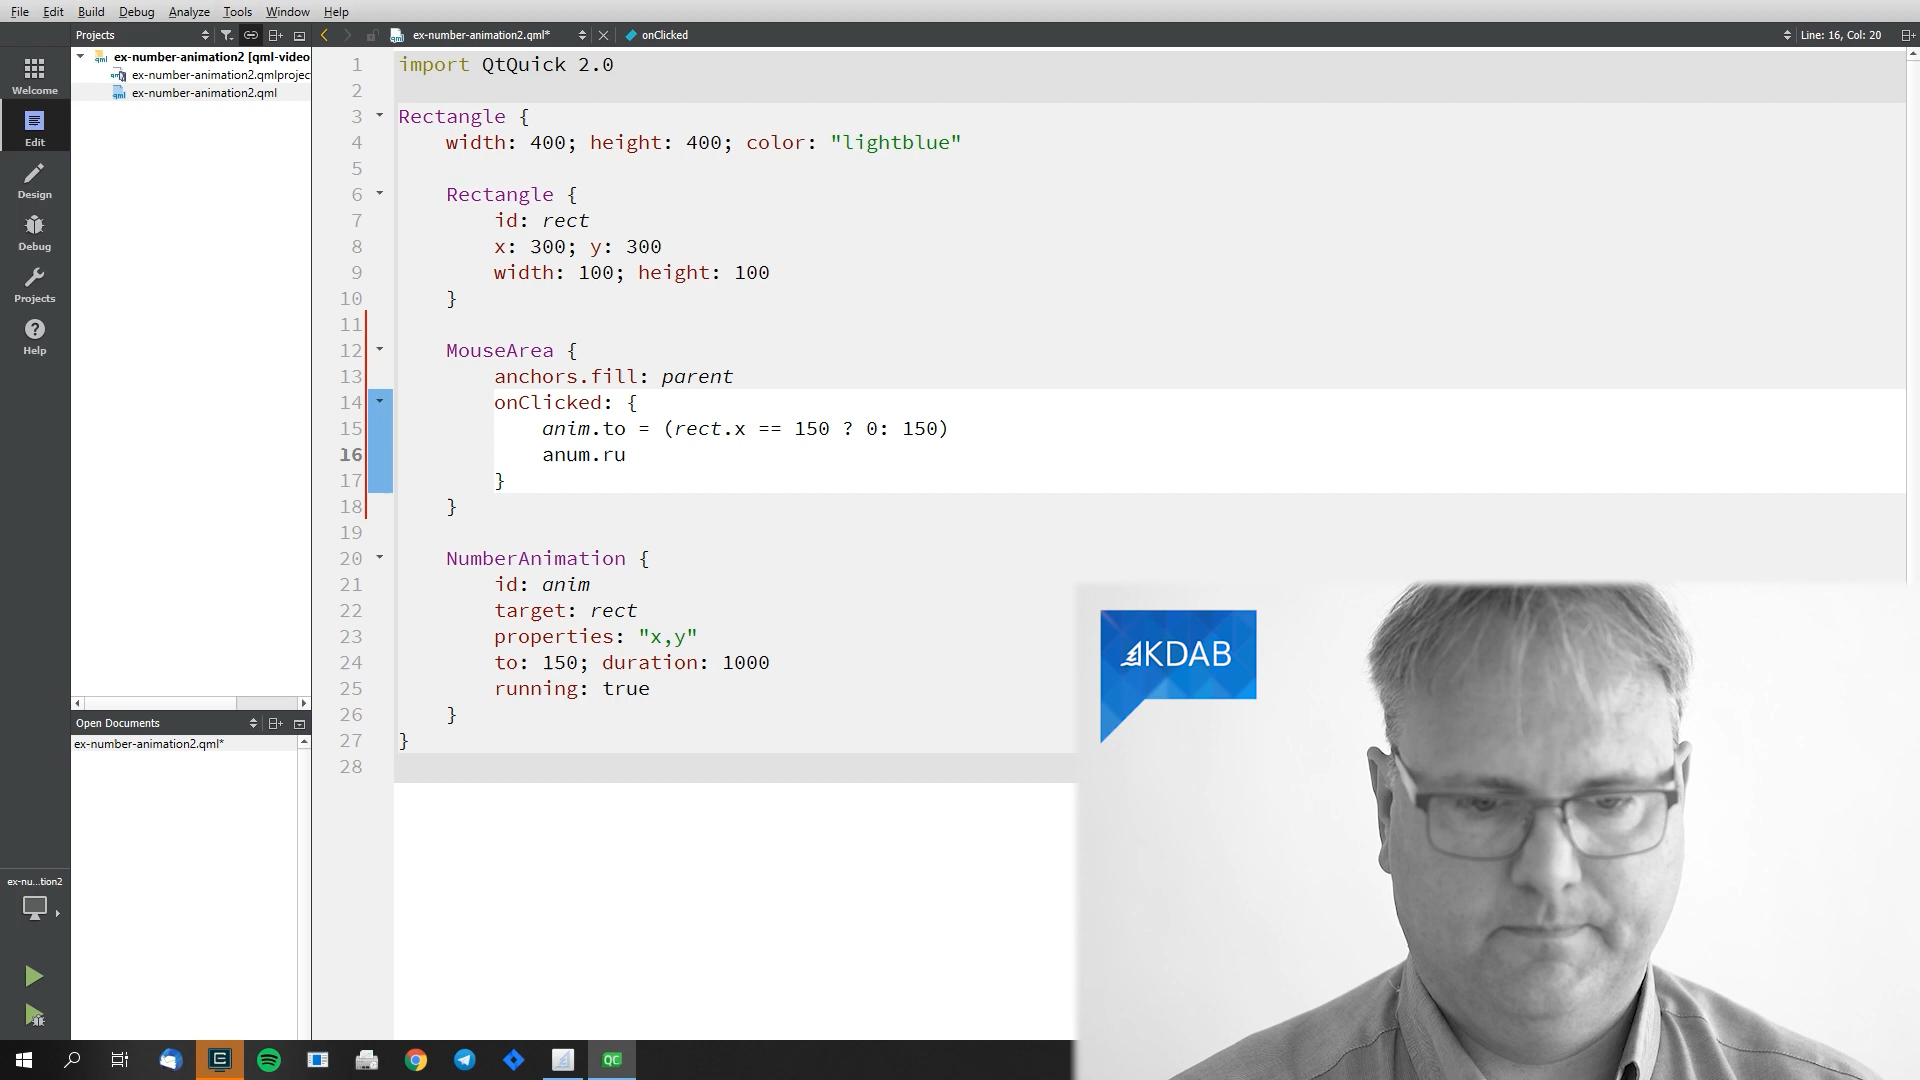 File Edit Build Debug Analyze Tools Window Help
Projects
ex-number-animation2.qml*
onClicked
Line: 16, Col: 20
ex-number-animation2 [qml-video
ex-number-animation2.qmlprojec
ex-number-animation2.qml
Welcome
Edit
Design
Debug
Projects
Help
1 import QtQuick 2.0
2
3 Rectangle {
4 width: 400; height: 400; color: "lightblue"
5
6 Rectangle {
7 id: rect
8 x: 300; y: 300
9 width: 100; height: 100
10 }
11
12 MouseArea {
13 anchors.fill: parent
14 onClicked: {
15 anim.to = (rect.x == 150 ? 0: 150)
16 anum.ru
17 }
18 }
19
20 NumberAnimation {
21 id: anim
22 target: rect
23 properties: "x,y"
24 to: 150; duration: 1000
25 running: true
26 }
27 }
28
Open Documents
ex-number-animation2.qml*
ex-nu...tion2
KDAB
QC